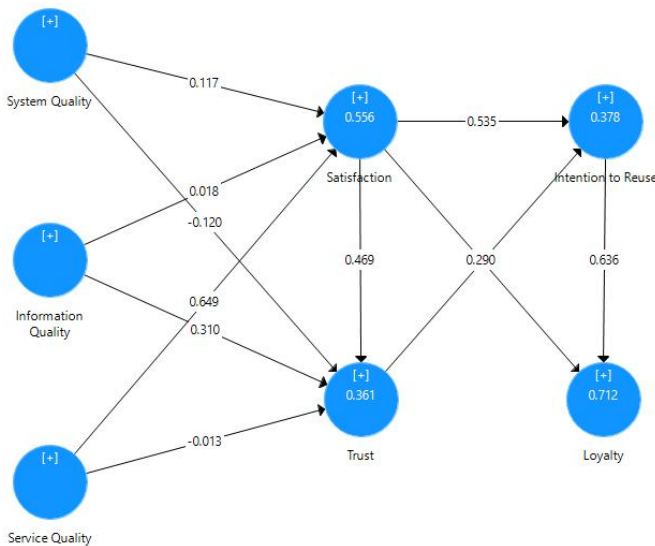 [+]
System Quality
0.117
[+]
0.556
Satisfaction
0.535
[+]
0.378
Intention to Reuse
0.018
-0.120
[+]
Information
Quality
0.649
0.310
0.469
0.290
0.636
[+]
0.361
Trust
[+]
0.712
Loyalty
-0.013
[+]
Service Quality